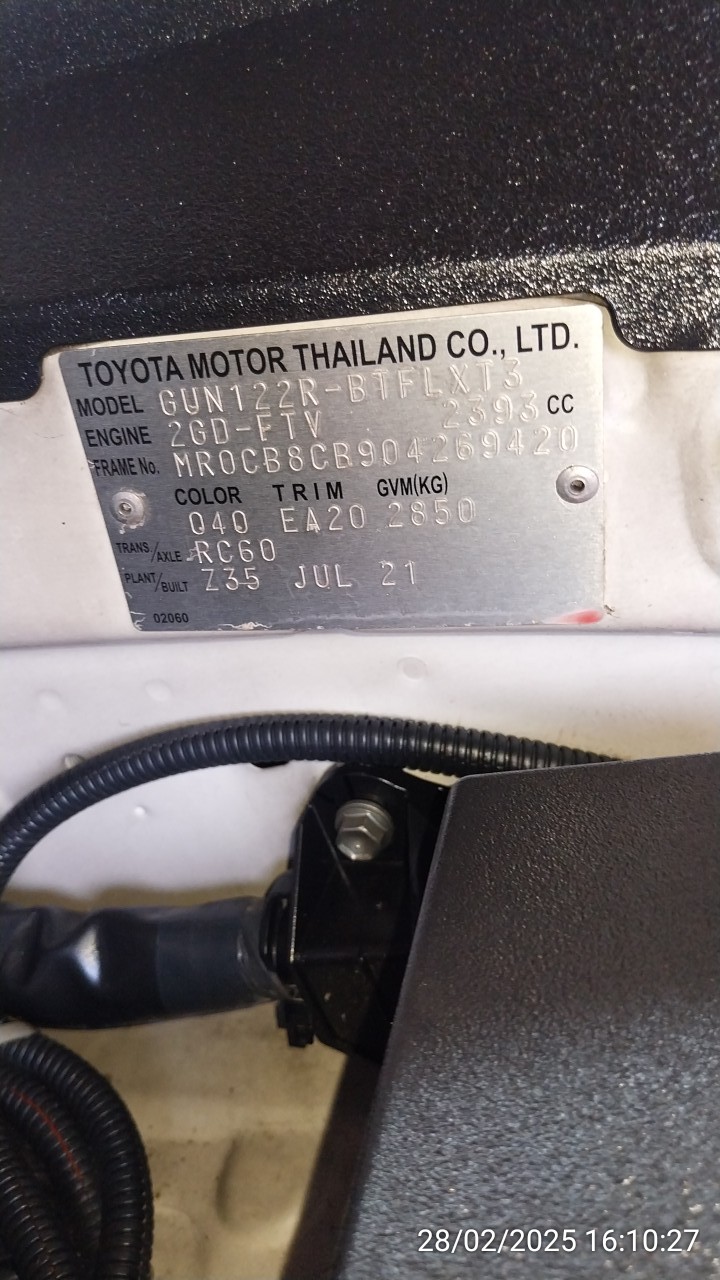 TOYOTA MOTOR THAILAND CO., LTD.
MODEL GUN122R-BTFLXT3
ENGINE 2GD-FTV 2393 CC
FRAME No. MR0CB8CB904269420
COLOR TRIM GVM(KG)
040 EA20 2850
TRANS./AXLE RC60
PLANT/BUILT Z35 JUL 21
02060
28/02/2025 16:10:27